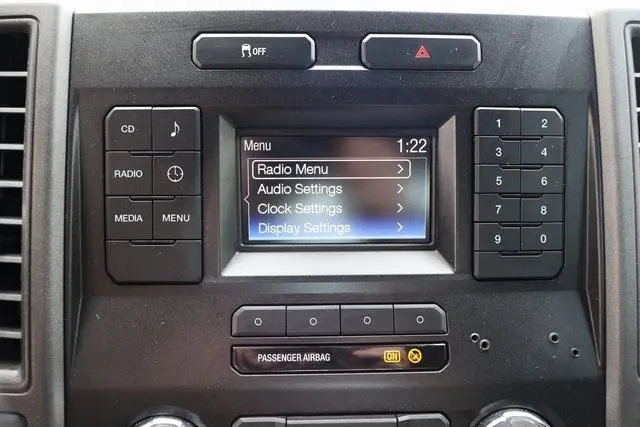 OFF
CD
RADIO
MEDIA MENU
Menu 1:22
Radio Menu >
Audio Settings >
Clock Settings >
Display Settings >
1 2
3 4
5 6
7 8
9 0
PASSENGER AIRBAG ON